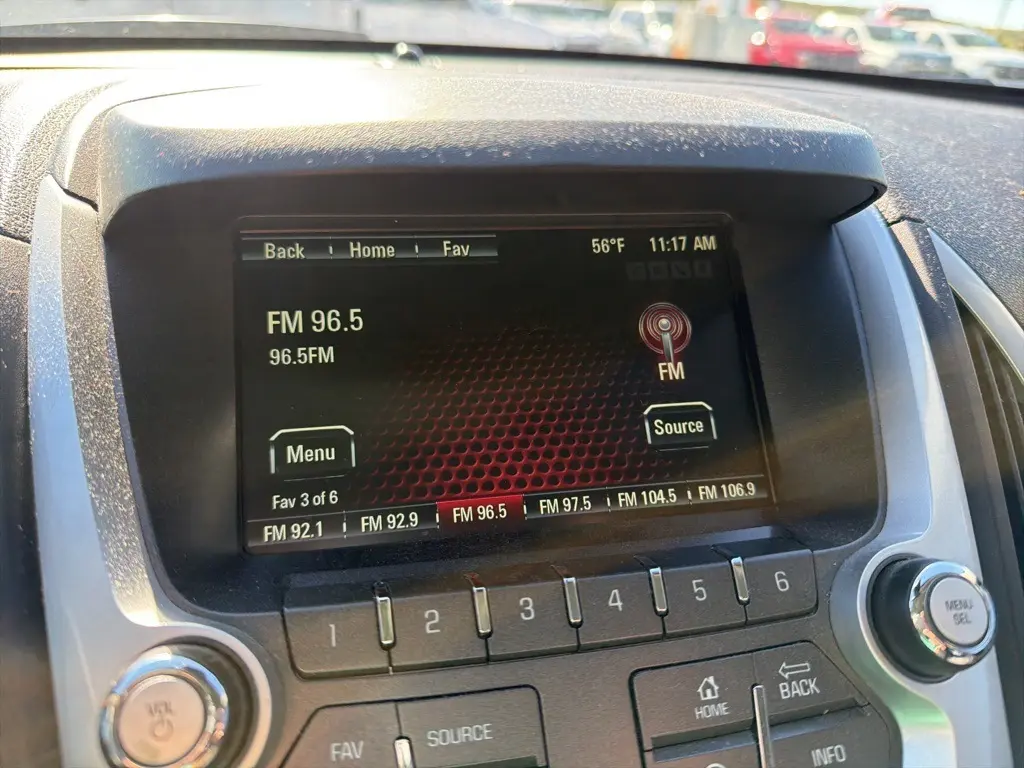 Back Home Fav 56°F 11:17 AM
FM 96.5
96.5FM
FM
Menu
Source
Fav 3 of 6
FM 92.1 FM 92.9 FM 96.5 FM 97.5 FM 104.5 FM 106.9
1 2 3 4 5 6
MENU
SEL
VOL
HOME
BACK
FAV
SOURCE
INFO